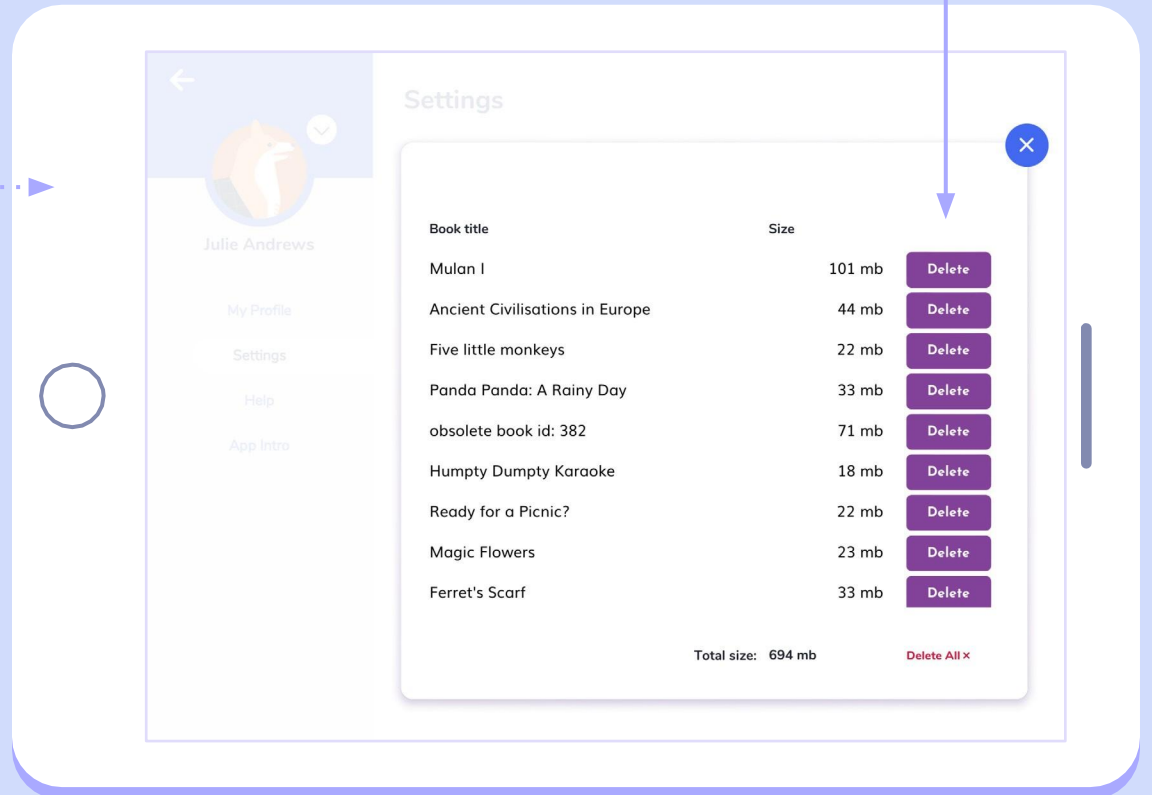 Settings
Julie Andrews
My Profile
Settings
Help
App Intro
Book title Size
Mulan I 101 mb Delete
Ancient Civilisations in Europe 44 mb Delete
Five little monkeys 22 mb Delete
Panda Panda: A Rainy Day 33 mb Delete
obsolete book id: 382 71 mb Delete
Humpty Dumpty Karaoke 18 mb Delete
Ready for a Picnic? 22 mb Delete
Magic Flowers 23 mb Delete
Ferret's Scarf 33 mb Delete
Total size: 694 mb Delete All ×